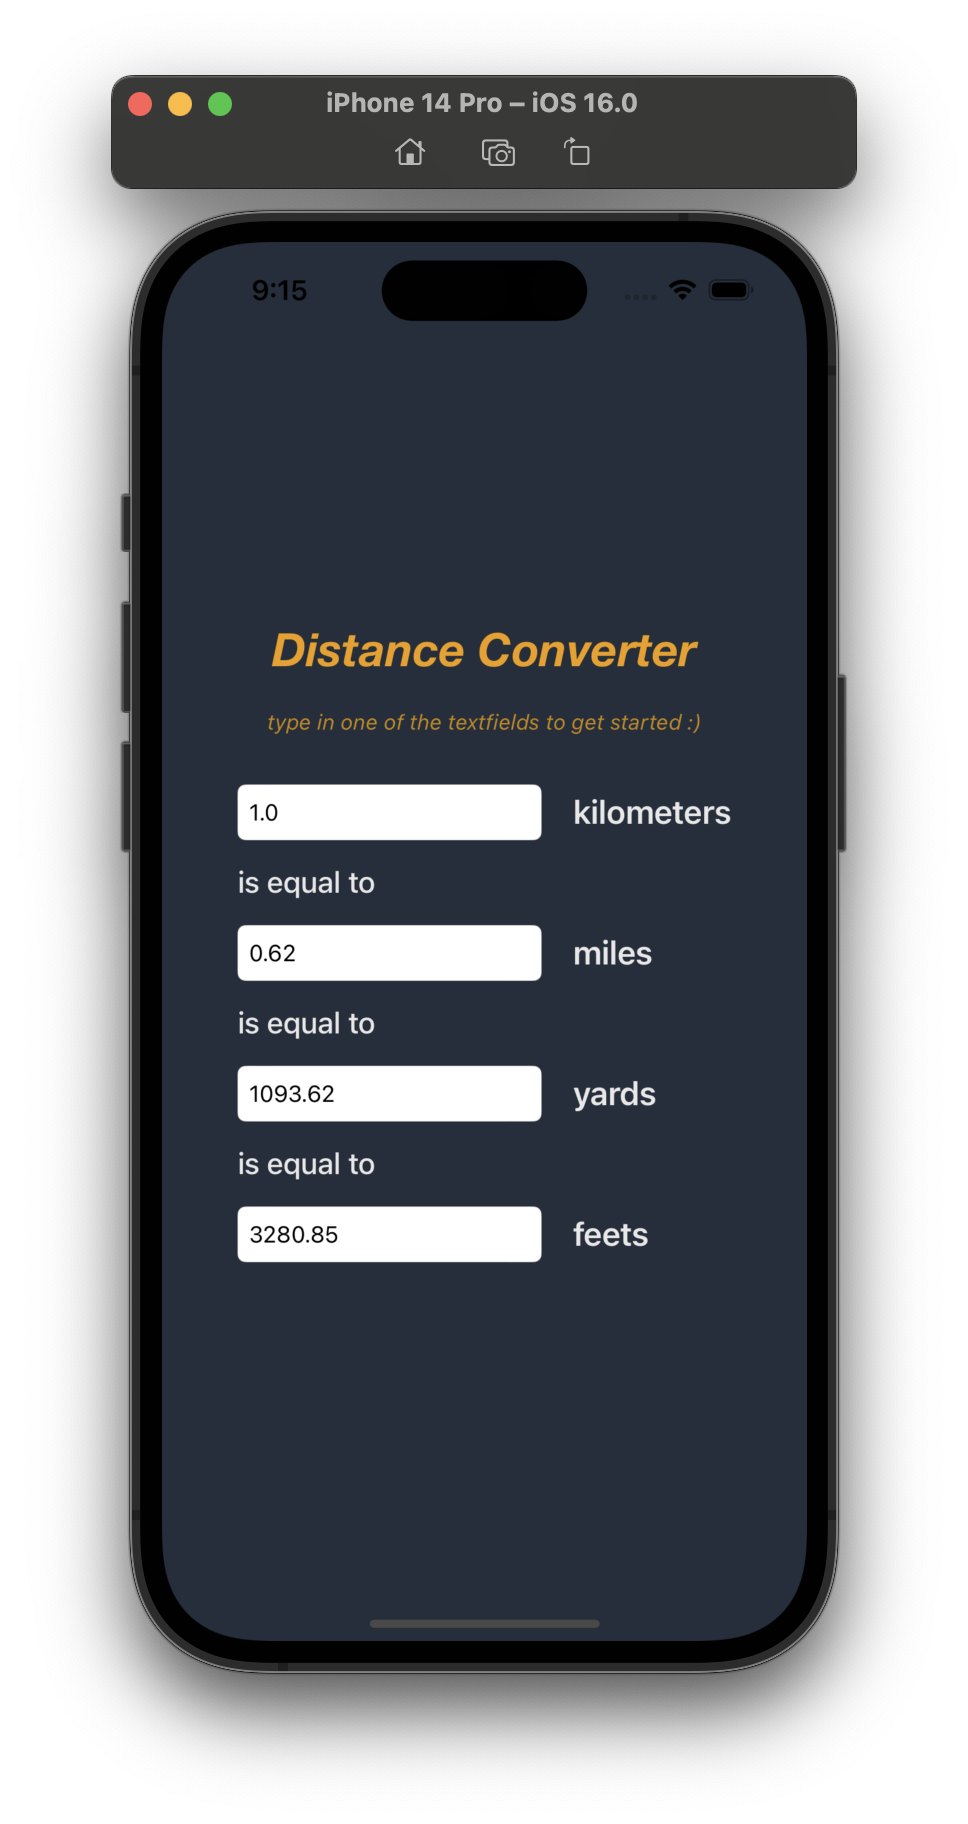 iPhone 14 Pro – iOS 16.0
9:15
Distance Converter
type in one of the textfields to get started :)
1.0 kilometers
is equal to
0.62 miles
is equal to
1093.62 yards
is equal to
3280.85 feets